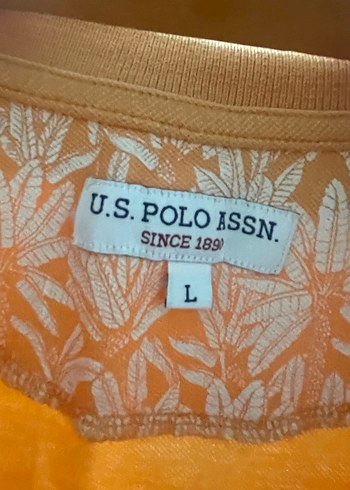 U.S. POLO ASSN.
SINCE 1890
L